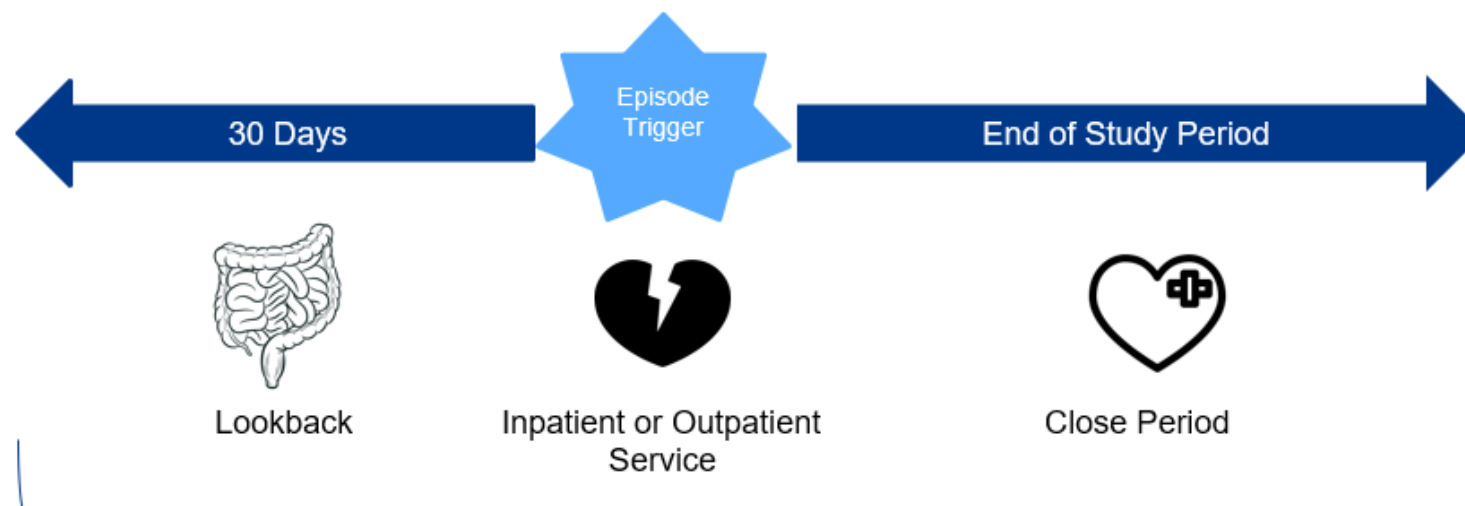 Episode
Trigger
30 Days
End of Study Period
Lookback
Inpatient or Outpatient
Service
Close Period